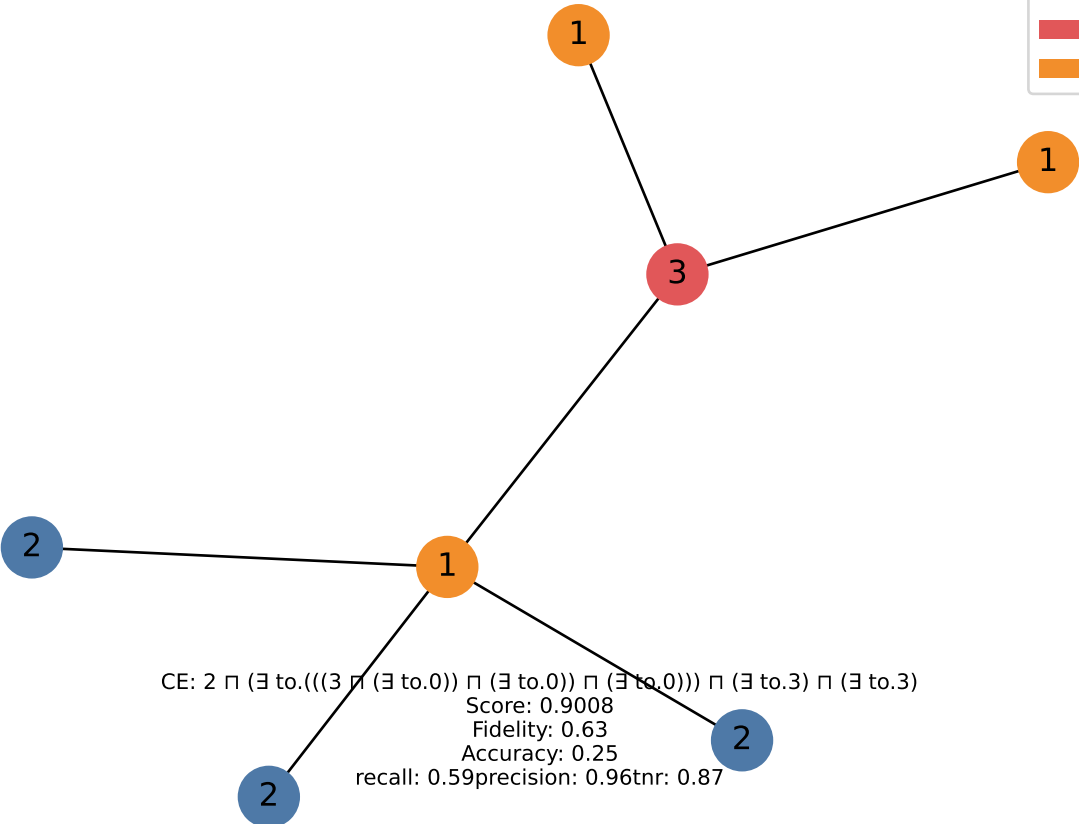 1
1
3
2
1
CE: 2 ⊓ (∃ to.(((3 ⊓ (∃ to.0)) ⊓ (∃ to.0)) ⊓ (∃ to.0))) ⊓ (∃ to.3) ⊓ (∃ to.3)
Score: 0.9008
Fidelity: 0.63
2
Accuracy: 0.25
recall: 0.59precision: 0.96tnr: 0.87
2